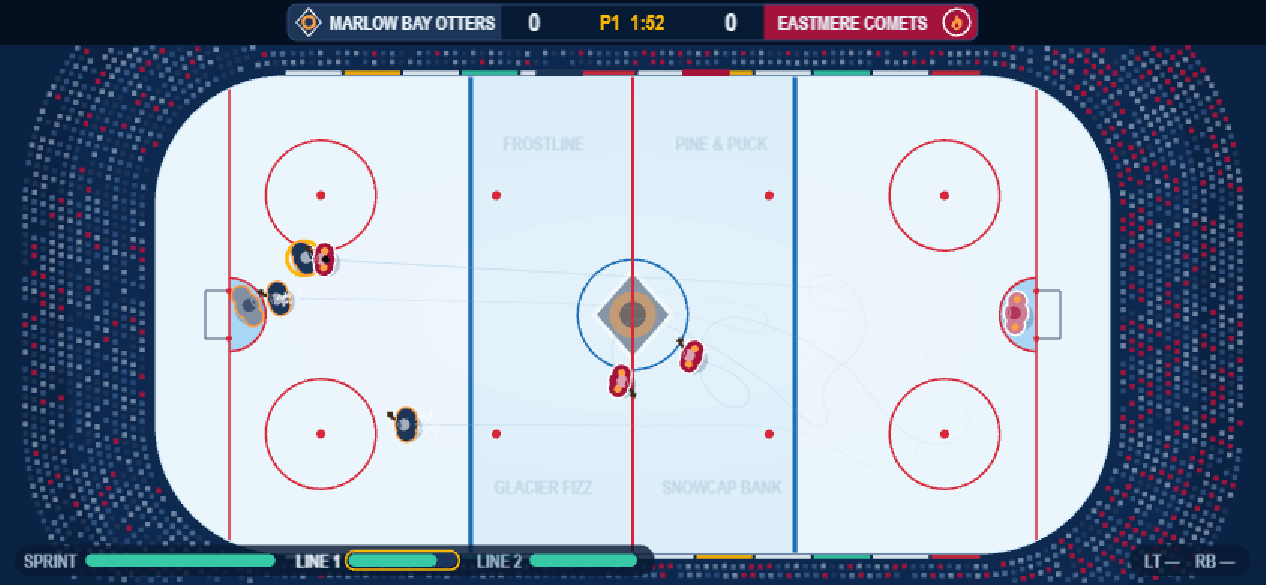 MARLOW BAY OTTERS 0 P1 1:52 0 EASTMERE COMETS
FROSTLINE PINE & PUCK
GLACIER FIZZ SNOWCAP BANK
SPRINT LINE 1 LINE 2 LT— RB—